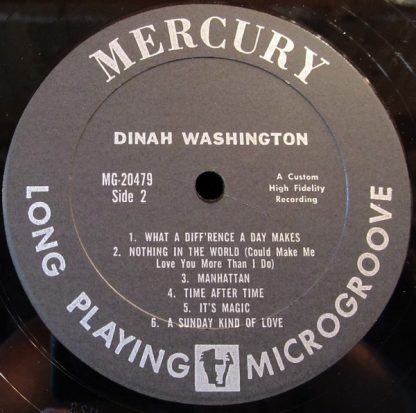 MERCURY
DINAH WASHINGTON
MG-20479
Side 2
A Custom
High Fidelity
Recording
1. WHAT A DIFF'RENCE A DAY MAKES
2. NOTHING IN THE WORLD (Could Make Me
Love You More Than I Do)
3. MANHATTAN
4. TIME AFTER TIME
5. IT'S MAGIC
6. A SUNDAY KIND OF LOVE
LONG PLAYING MICROGROOVE